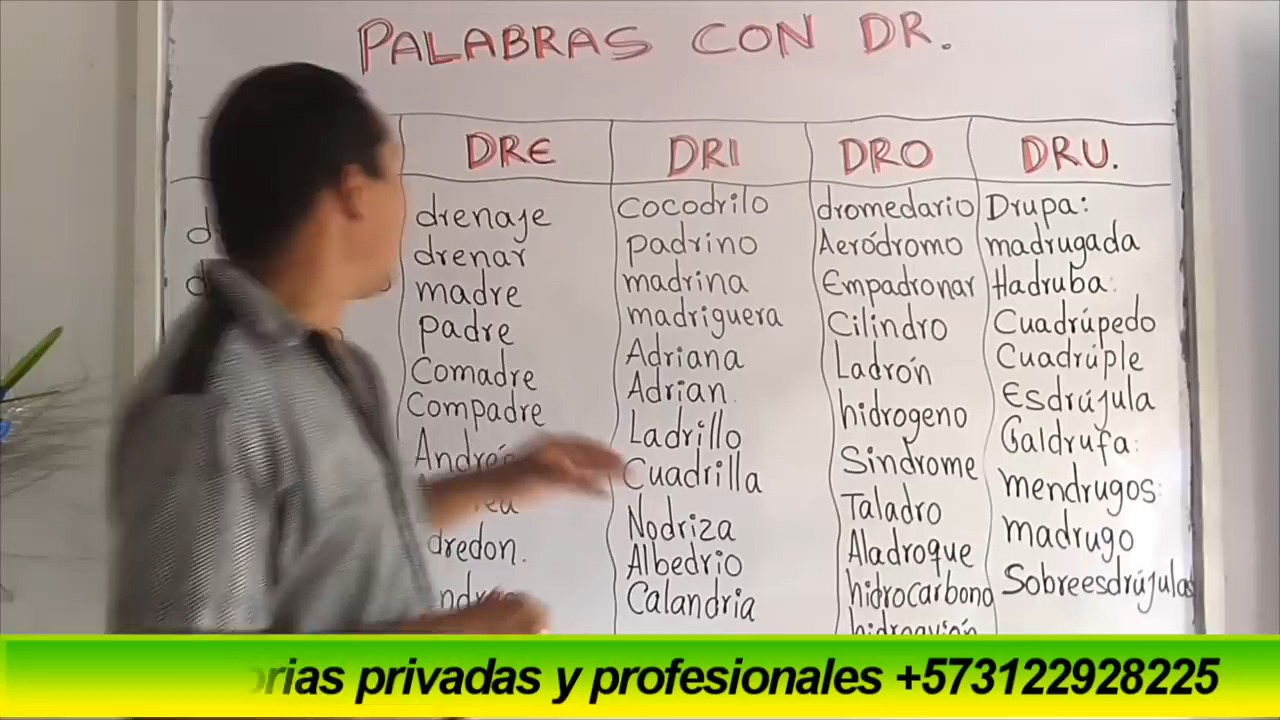 PALABRAS CON DR.
DRE
drenaje
drenar
madre
padre
Comadre
Compadre
dredon.
DRI
Cocodrilo
padrino
madrina
madriguera
Adriana
Adrian.
Ladrillo
Cuadrilla
Nodriza
Albedrio
Calandria
DRO
dromedario
Aeródromo
Empadronar
Cilindro
Ladrón
hidrogeno
Sindrome
Taladro
Aladroque
hidrocarbono
DRU.
Drupa:
madrugada
Hadruba:
Cuadrúpedo
Cuadrúple
Esdrújula
Galdrufa:
mendrugos:
madrugo
Sobreesdrújulas
privadas y profesionales +573122928225